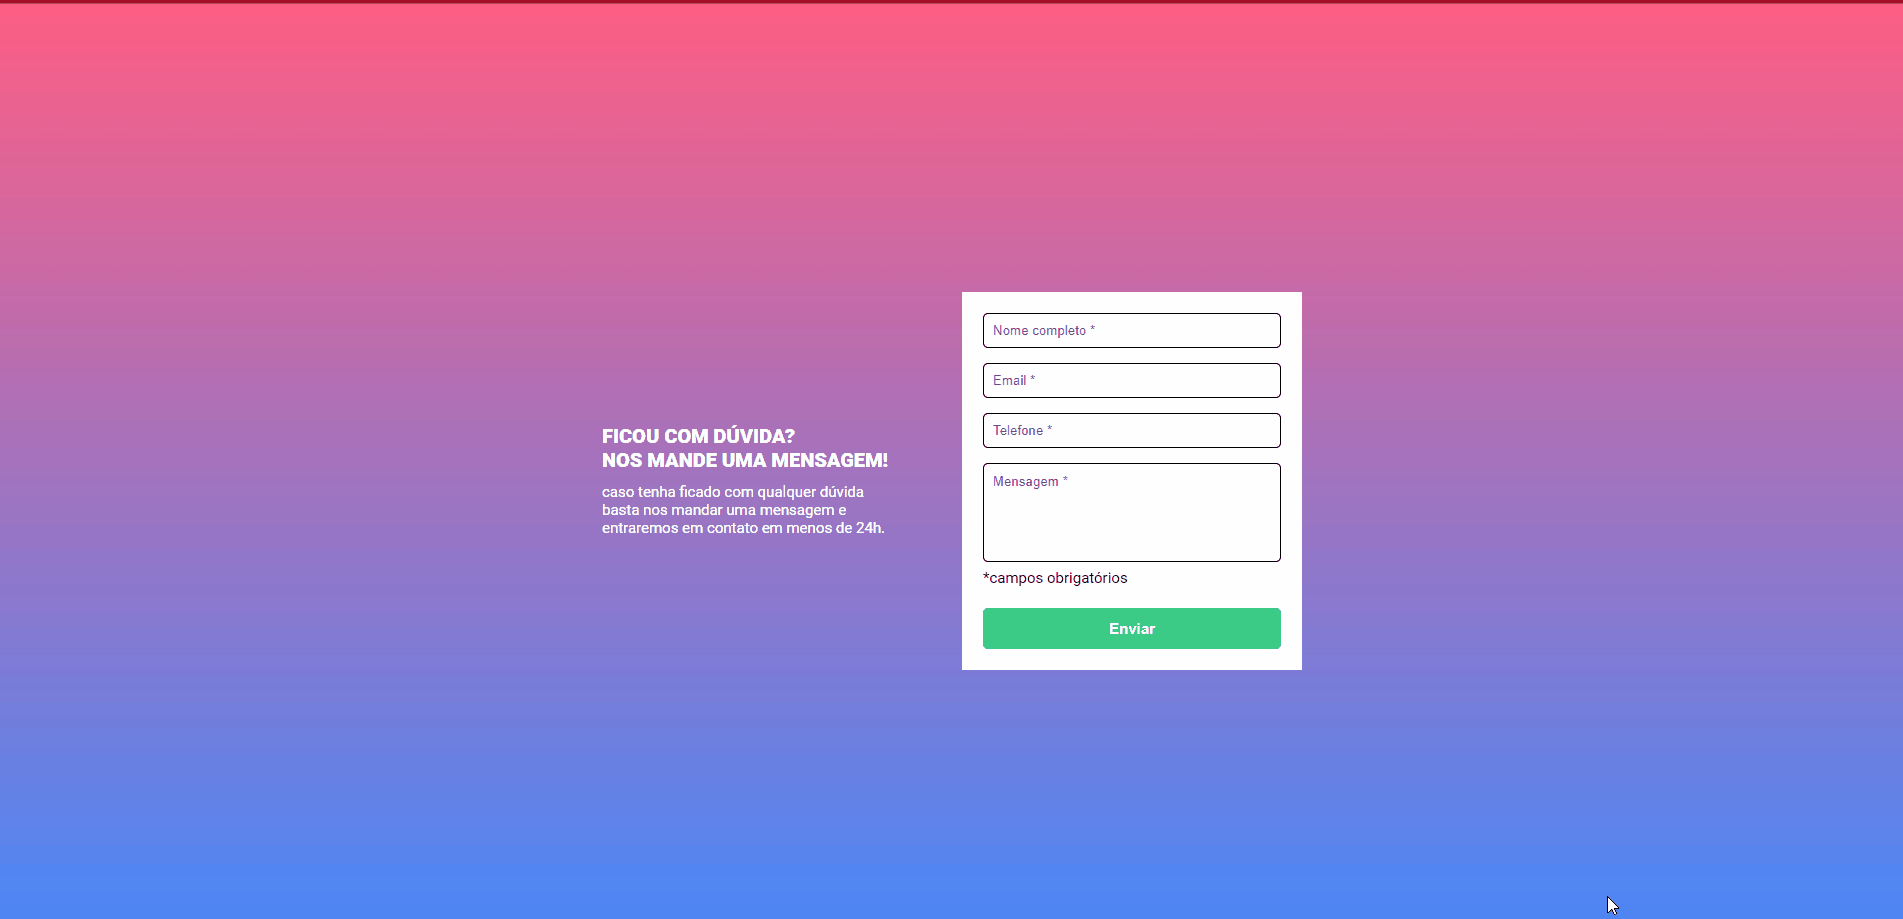 FICOU COM DÚVIDA?
NOS MANDE UMA MENSAGEM!
caso tenha ficado com qualquer dúvida
basta nos mandar uma mensagem e
entraremos em contato em menos de 24h.
Nome completo *
Email *
Telefone *
Mensagem *
*campos obrigatórios
Enviar